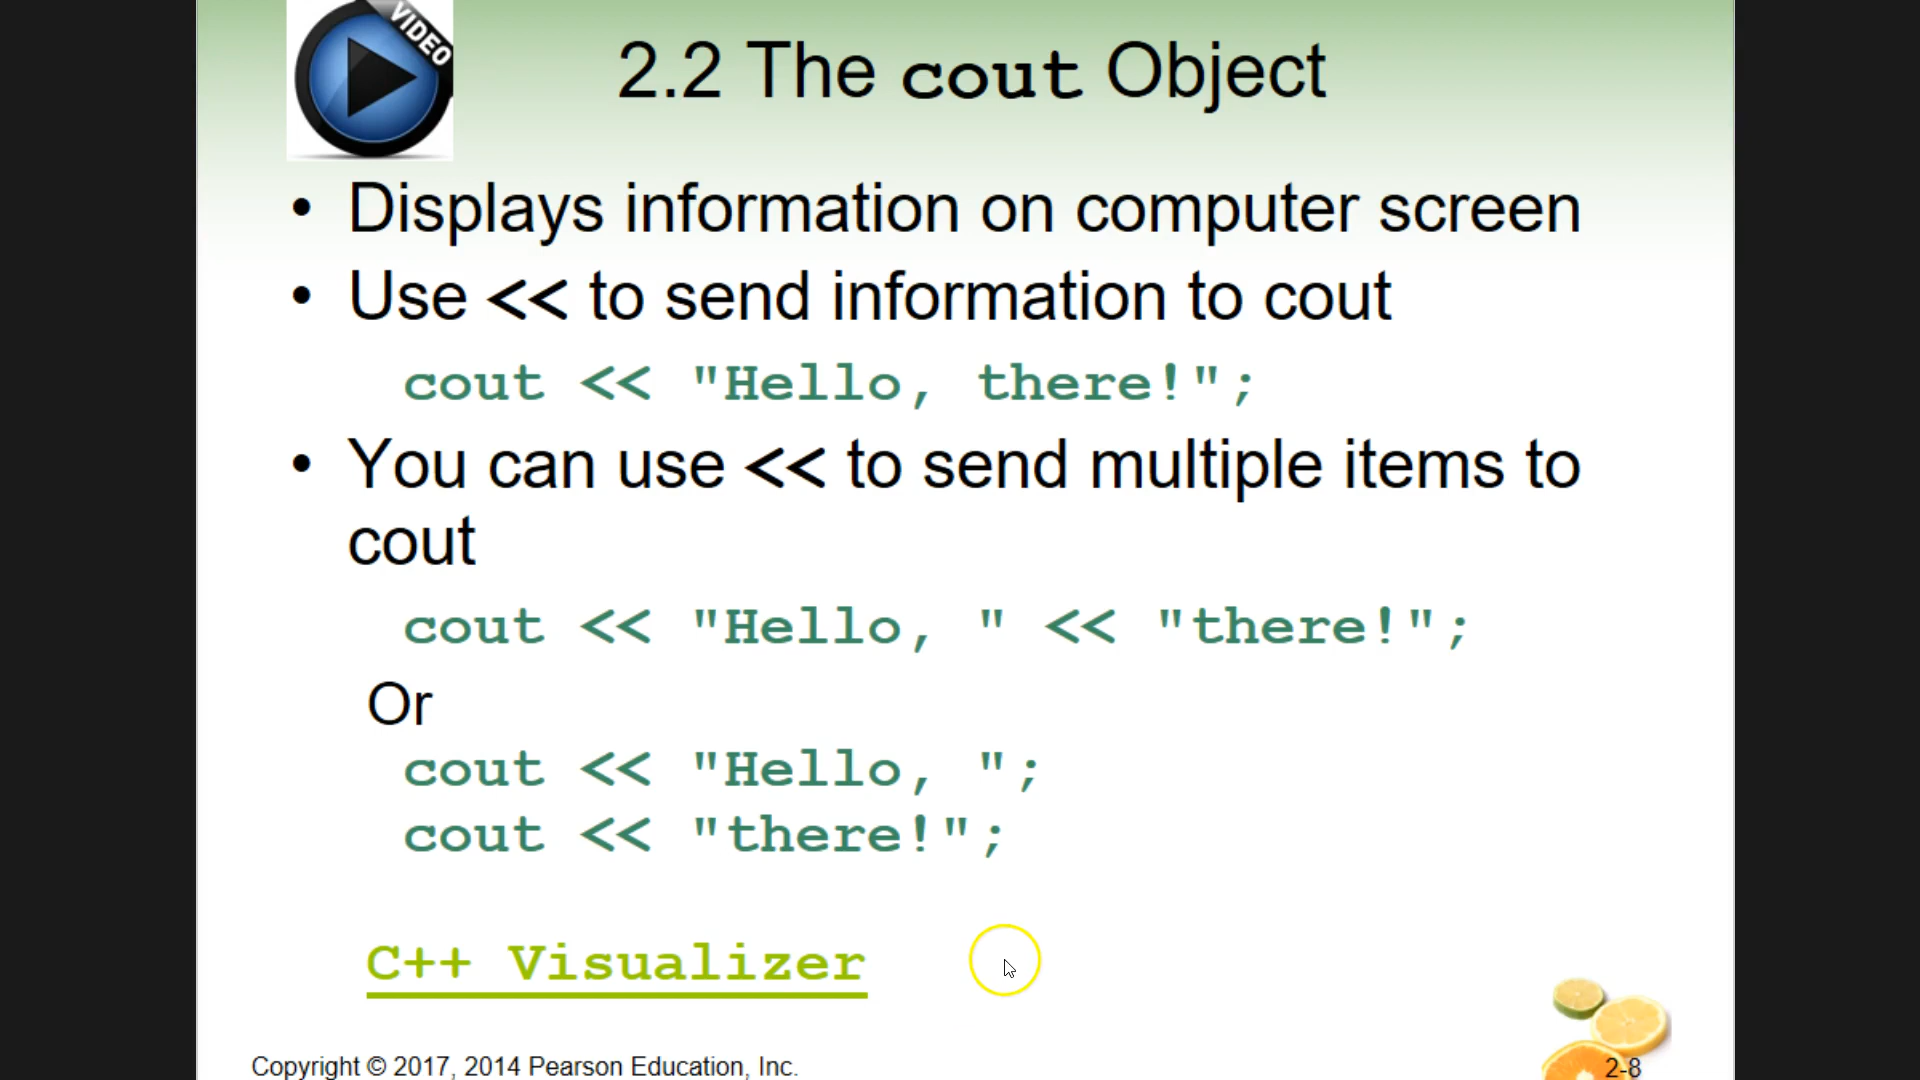 VIDEO
2.2 The cout Object
• Displays information on computer screen
• Use << to send information to cout
cout << "Hello, there!";
• You can use << to send multiple items to
cout
cout << "Hello, " << "there!";
Or
cout << "Hello, ";
cout << "there!";
C++ Visualizer
Copyright © 2017, 2014 Pearson Education, Inc.
2-8